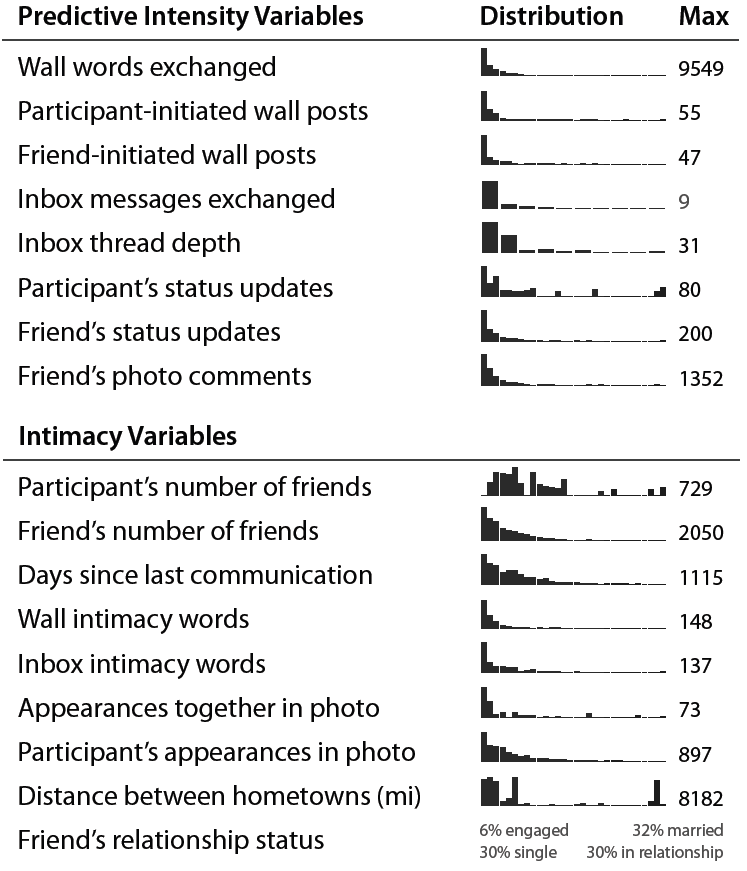 Predictive Intensity Variables Distribution Max
Wall words exchanged 9549
Participant-initiated wall posts 55
Friend-initiated wall posts 47
Inbox messages exchanged 9
Inbox thread depth 31
Participant’s status updates 80
Friend’s status updates 200
Friend’s photo comments 1352
Intimacy Variables
Participant’s number of friends 729
Friend’s number of friends 2050
Days since last communication 1115
Wall intimacy words 148
Inbox intimacy words 137
Appearances together in photo 73
Participant’s appearances in photo 897
Distance between hometowns (mi) 8182
Friend’s relationship status 6% engaged 32% married
30% single 30% in relationship